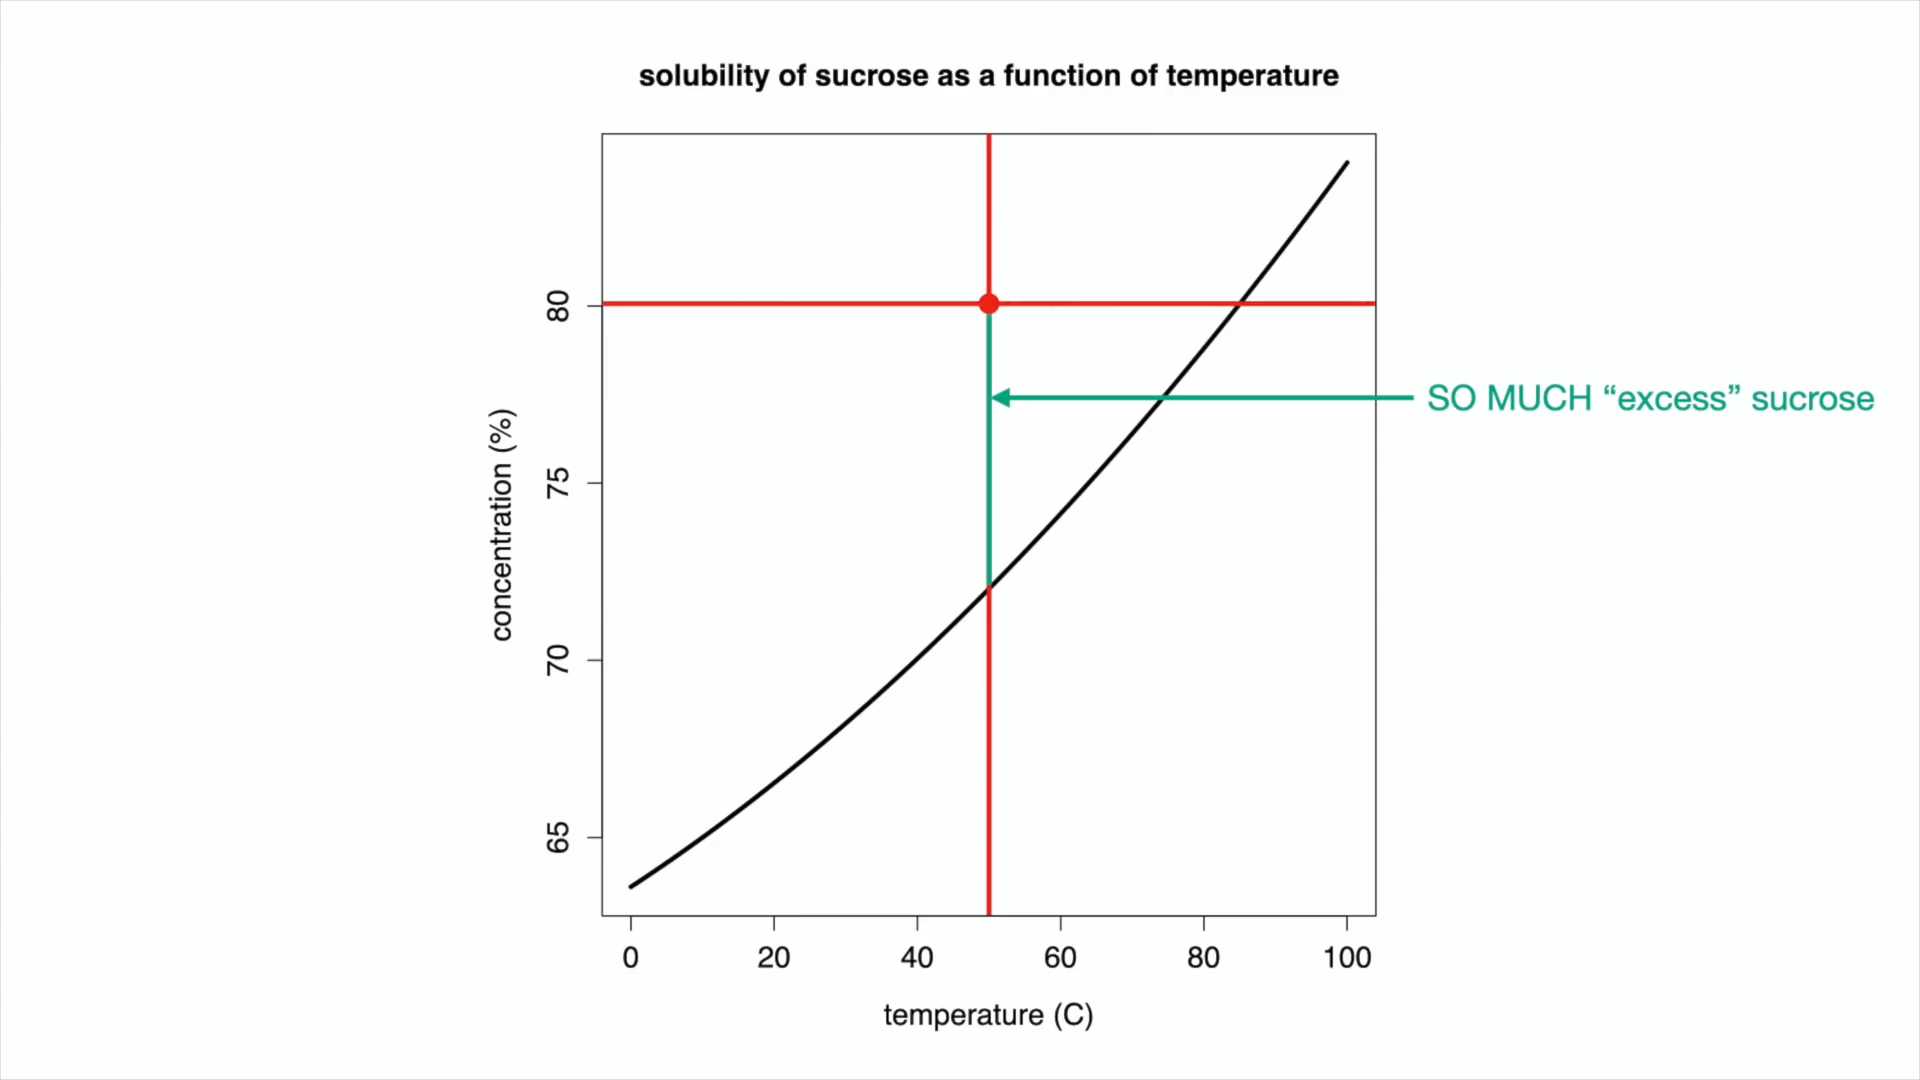 solubility of sucrose as a function of temperature
concentration (%)
80
75
70
65
SO MUCH “excess” sucrose
0 20 40 60 80 100
temperature (C)